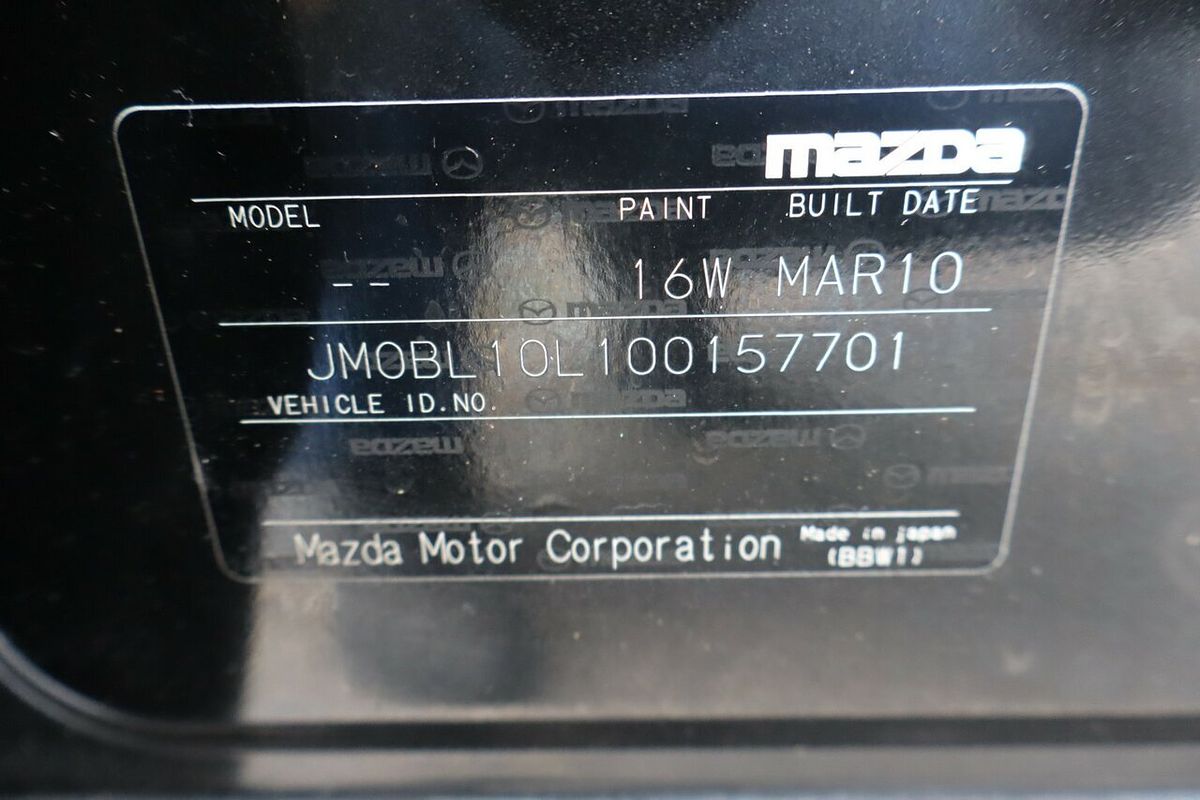 mazda
MODEL PAINT BUILT DATE
-- 16W MAR10
JM0BL10L100157701
VEHICLE ID.NO.
Mazda Motor Corporation Made in japan
(BBW1)